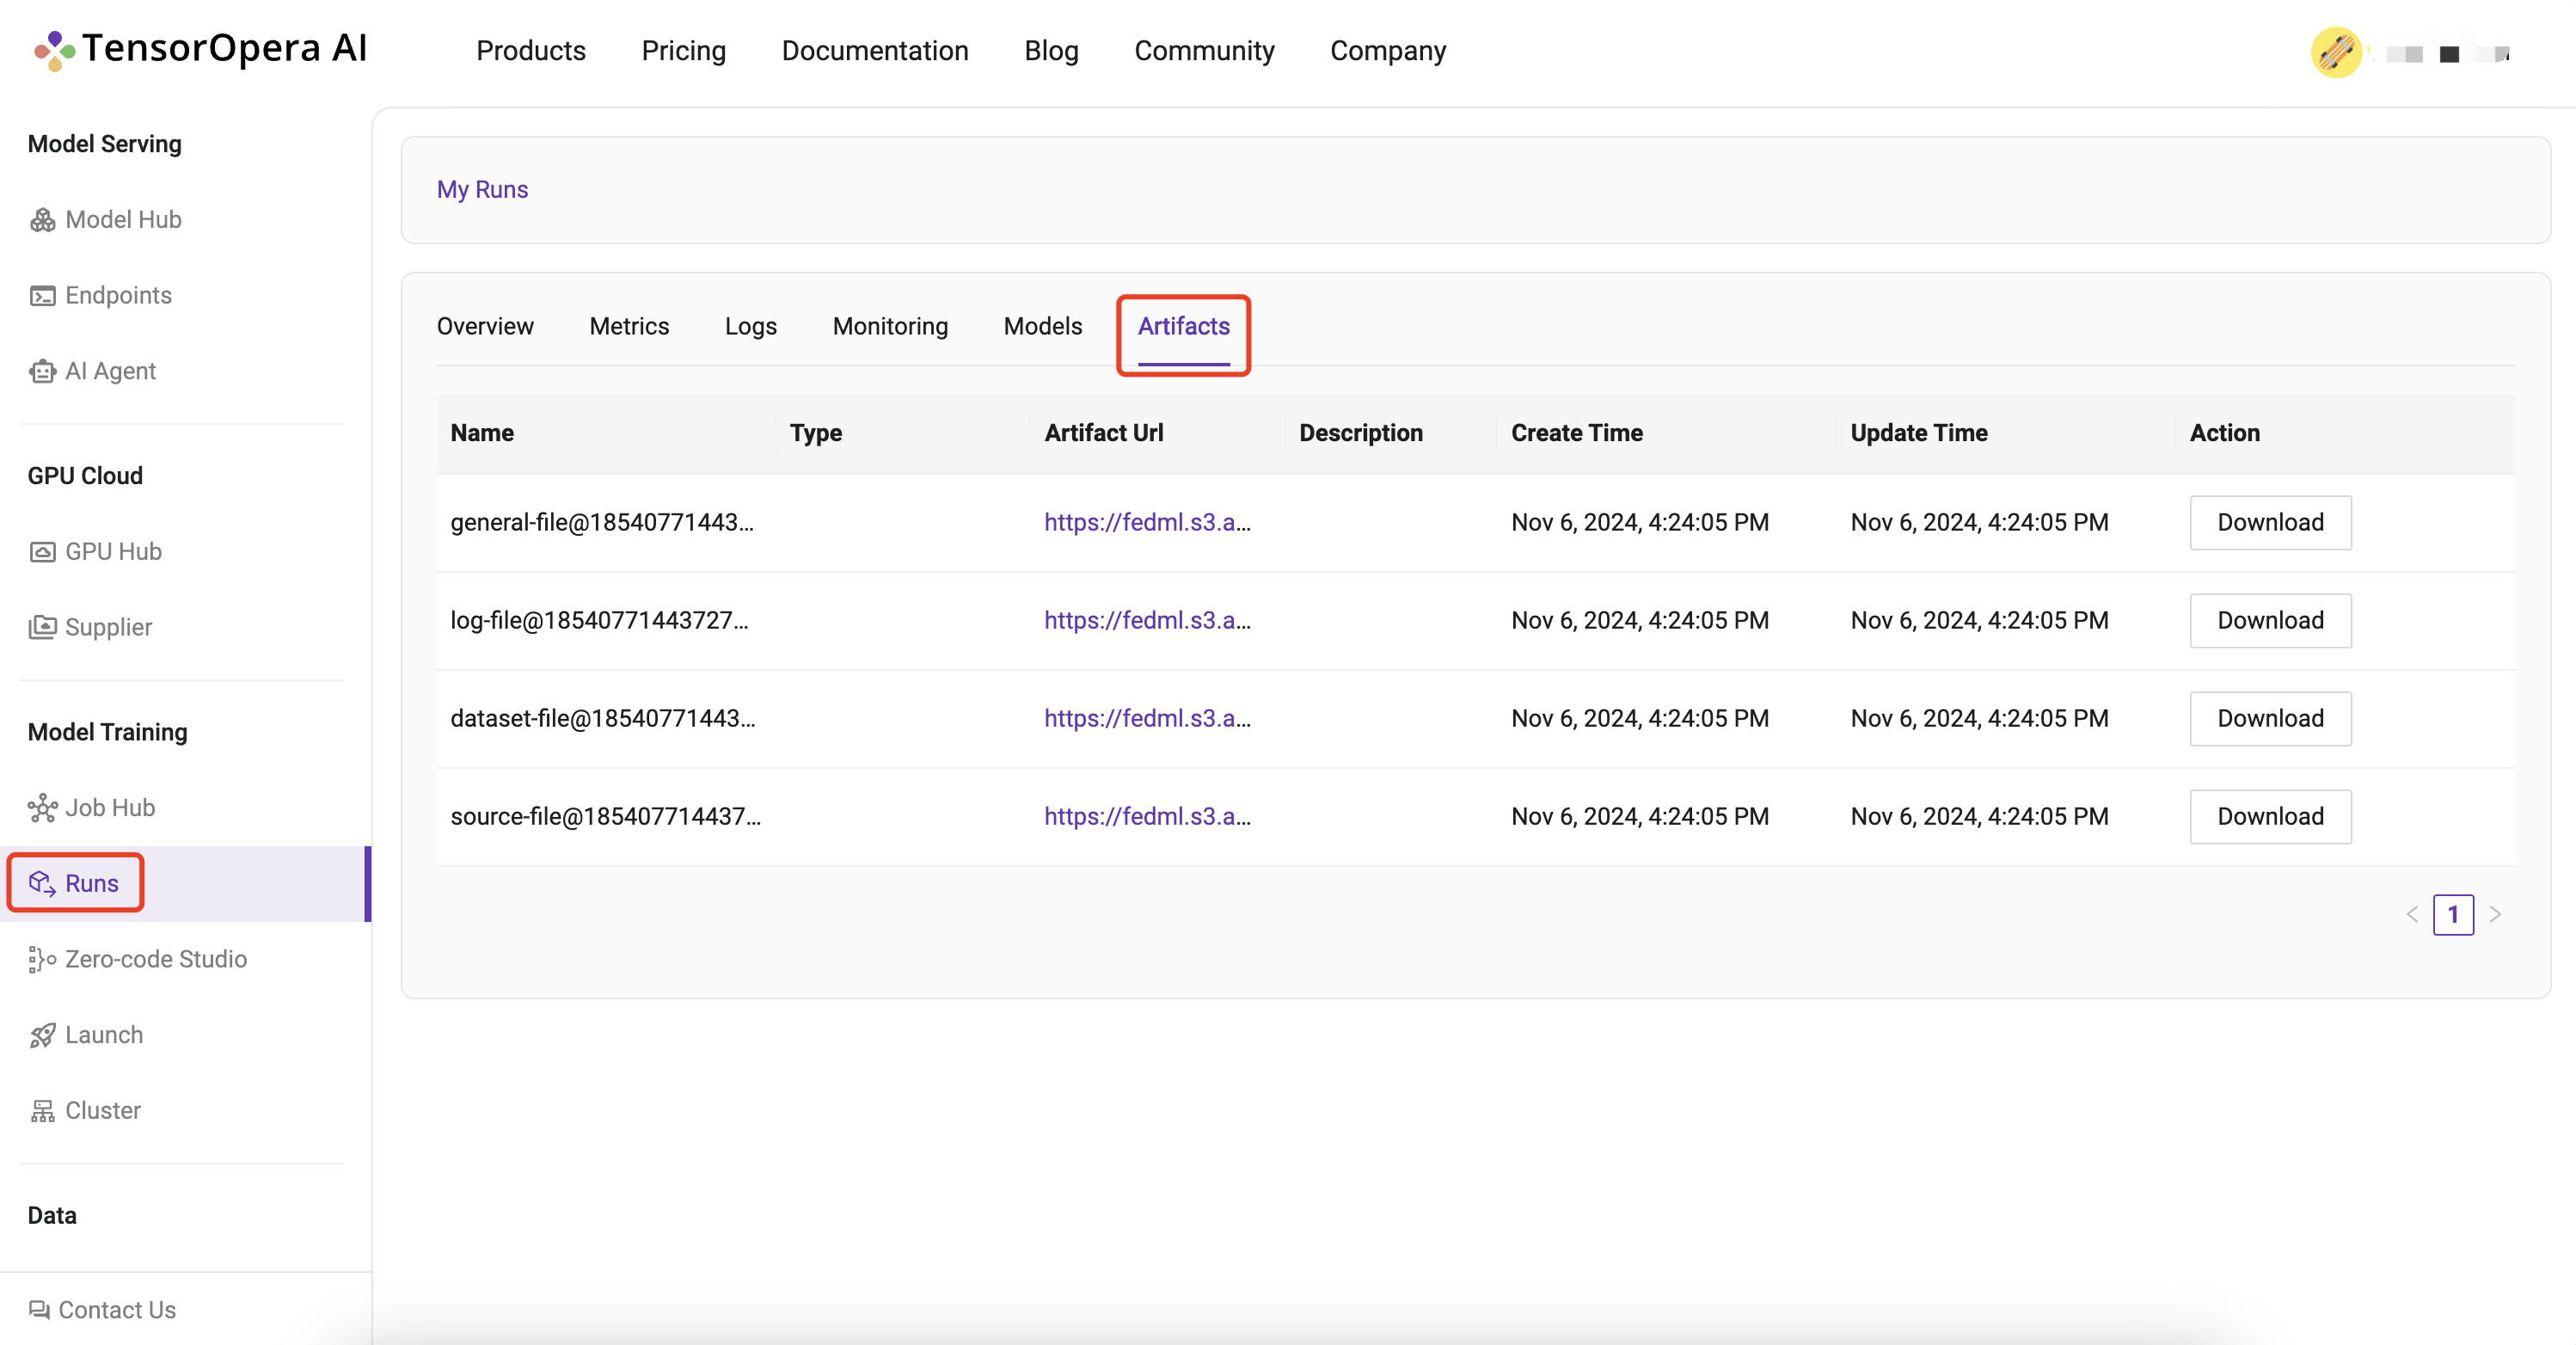 TensorOpera AI Products Pricing Documentation Blog Community Company
Model Serving
Model Hub
Endpoints
AI Agent
GPU Cloud
GPU Hub
Supplier
Model Training
Job Hub
Runs
Zero-code Studio
Launch
Cluster
Data
Contact Us
My Runs
Overview Metrics Logs Monitoring Models Artifacts
Name Type Artifact Url Description Create Time Update Time Action
general-file@18540771443... https://fedml.s3.a... Nov 6, 2024, 4:24:05 PM Nov 6, 2024, 4:24:05 PM Download
log-file@18540771443727... https://fedml.s3.a... Nov 6, 2024, 4:24:05 PM Nov 6, 2024, 4:24:05 PM Download
dataset-file@18540771443... https://fedml.s3.a... Nov 6, 2024, 4:24:05 PM Nov 6, 2024, 4:24:05 PM Download
source-file@185407714437... https://fedml.s3.a... Nov 6, 2024, 4:24:05 PM Nov 6, 2024, 4:24:05 PM Download
1